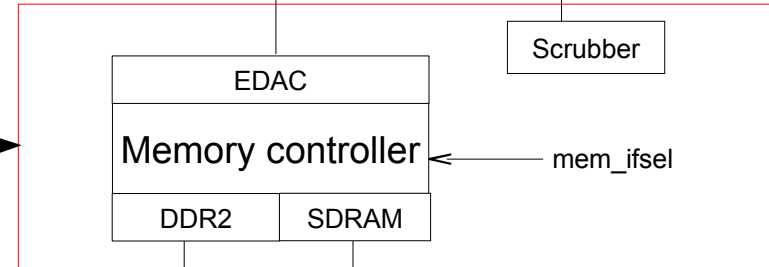 Scrubber
EDAC
Memory controller
mem_ifsel
DDR2
SDRAM